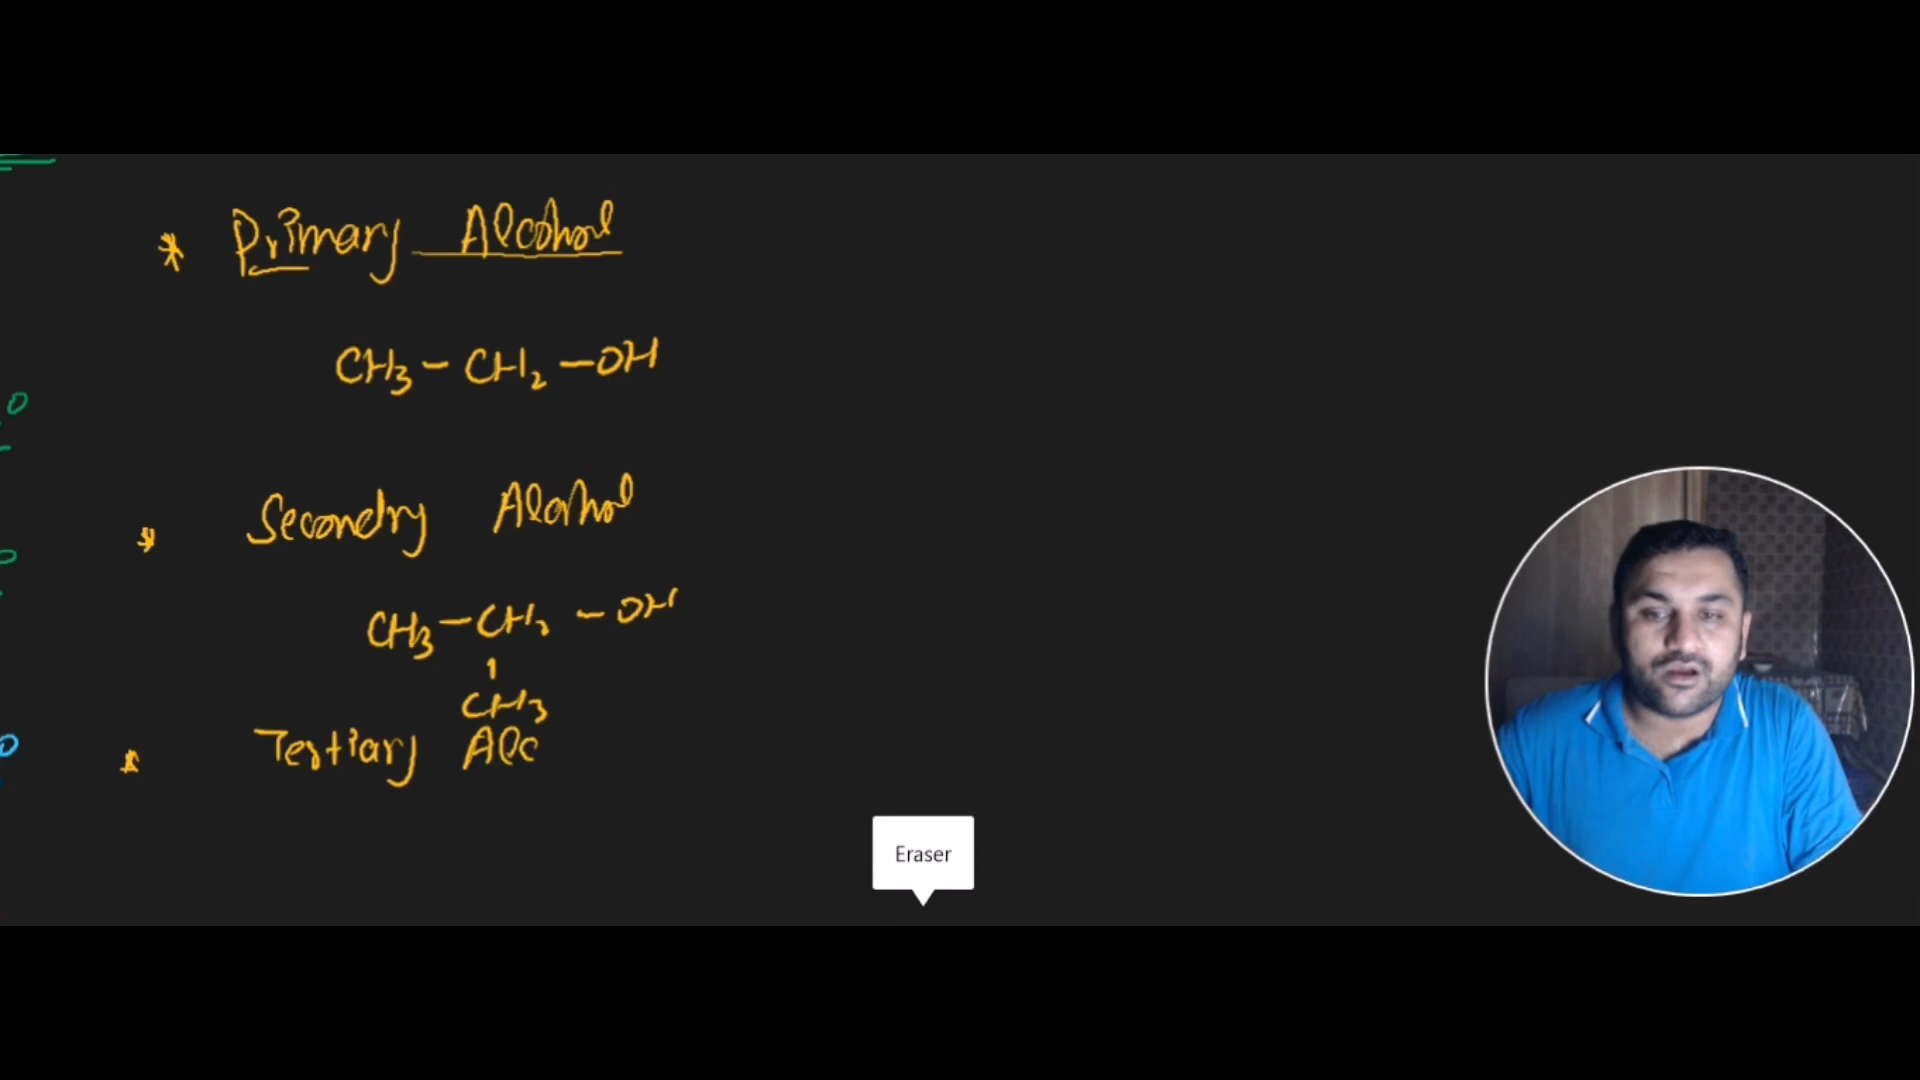 * Primary Alcohol
CH3 - CH2 - OH
* Secondry Alcohol
CH3 - CH2 - OH
CH3
* Tertiary Alc
Eraser
O
O
O